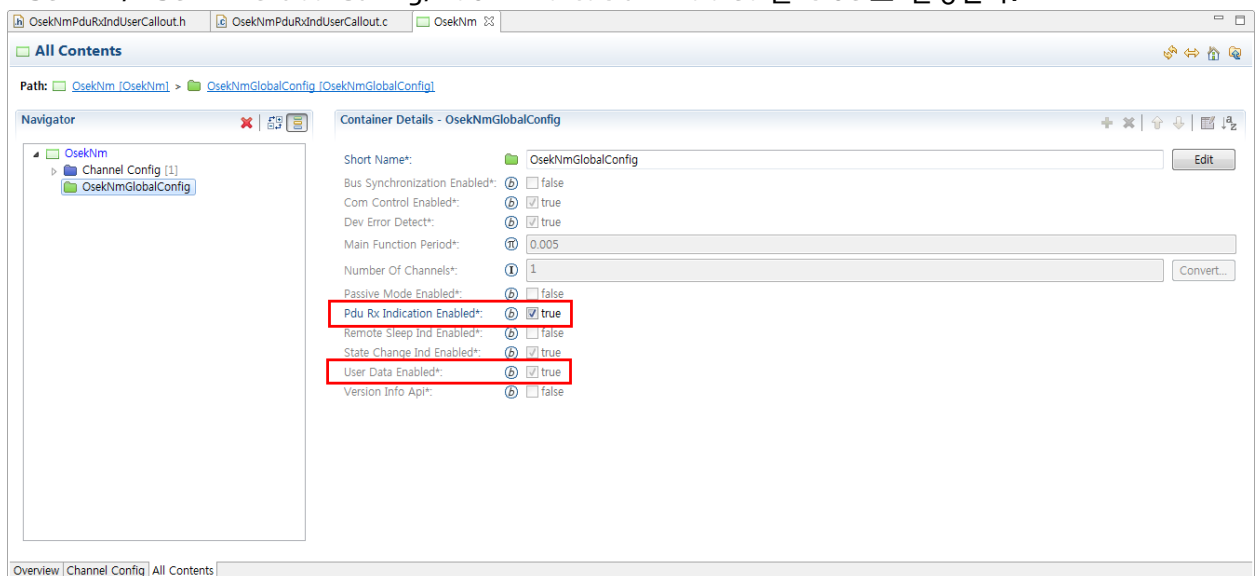 OsekNmPduRxIndUserCallout.h OsekNmPduRxIndUserCallout.c OsekNm
All Contents
Path: OsekNm [OsekNm] > OsekNmGlobalConfig [OsekNmGlobalConfig]
Navigator
Container Details - OsekNmGlobalConfig
OsekNm
Channel Config [1]
OsekNmGlobalConfig
Short Name*: OsekNmGlobalConfig Edit
Bus Synchronization Enabled*: false
Com Control Enabled*: true
Dev Error Detect*: true
Main Function Period*: 0.005
Number Of Channels*: 1 Convert...
Passive Mode Enabled*: false
Pdu Rx Indication Enabled*: true
Remote Sleep Ind Enabled*: false
State Change Ind Enabled*: true
User Data Enabled*: true
Version Info Api*: false
Overview Channel Config All Contents